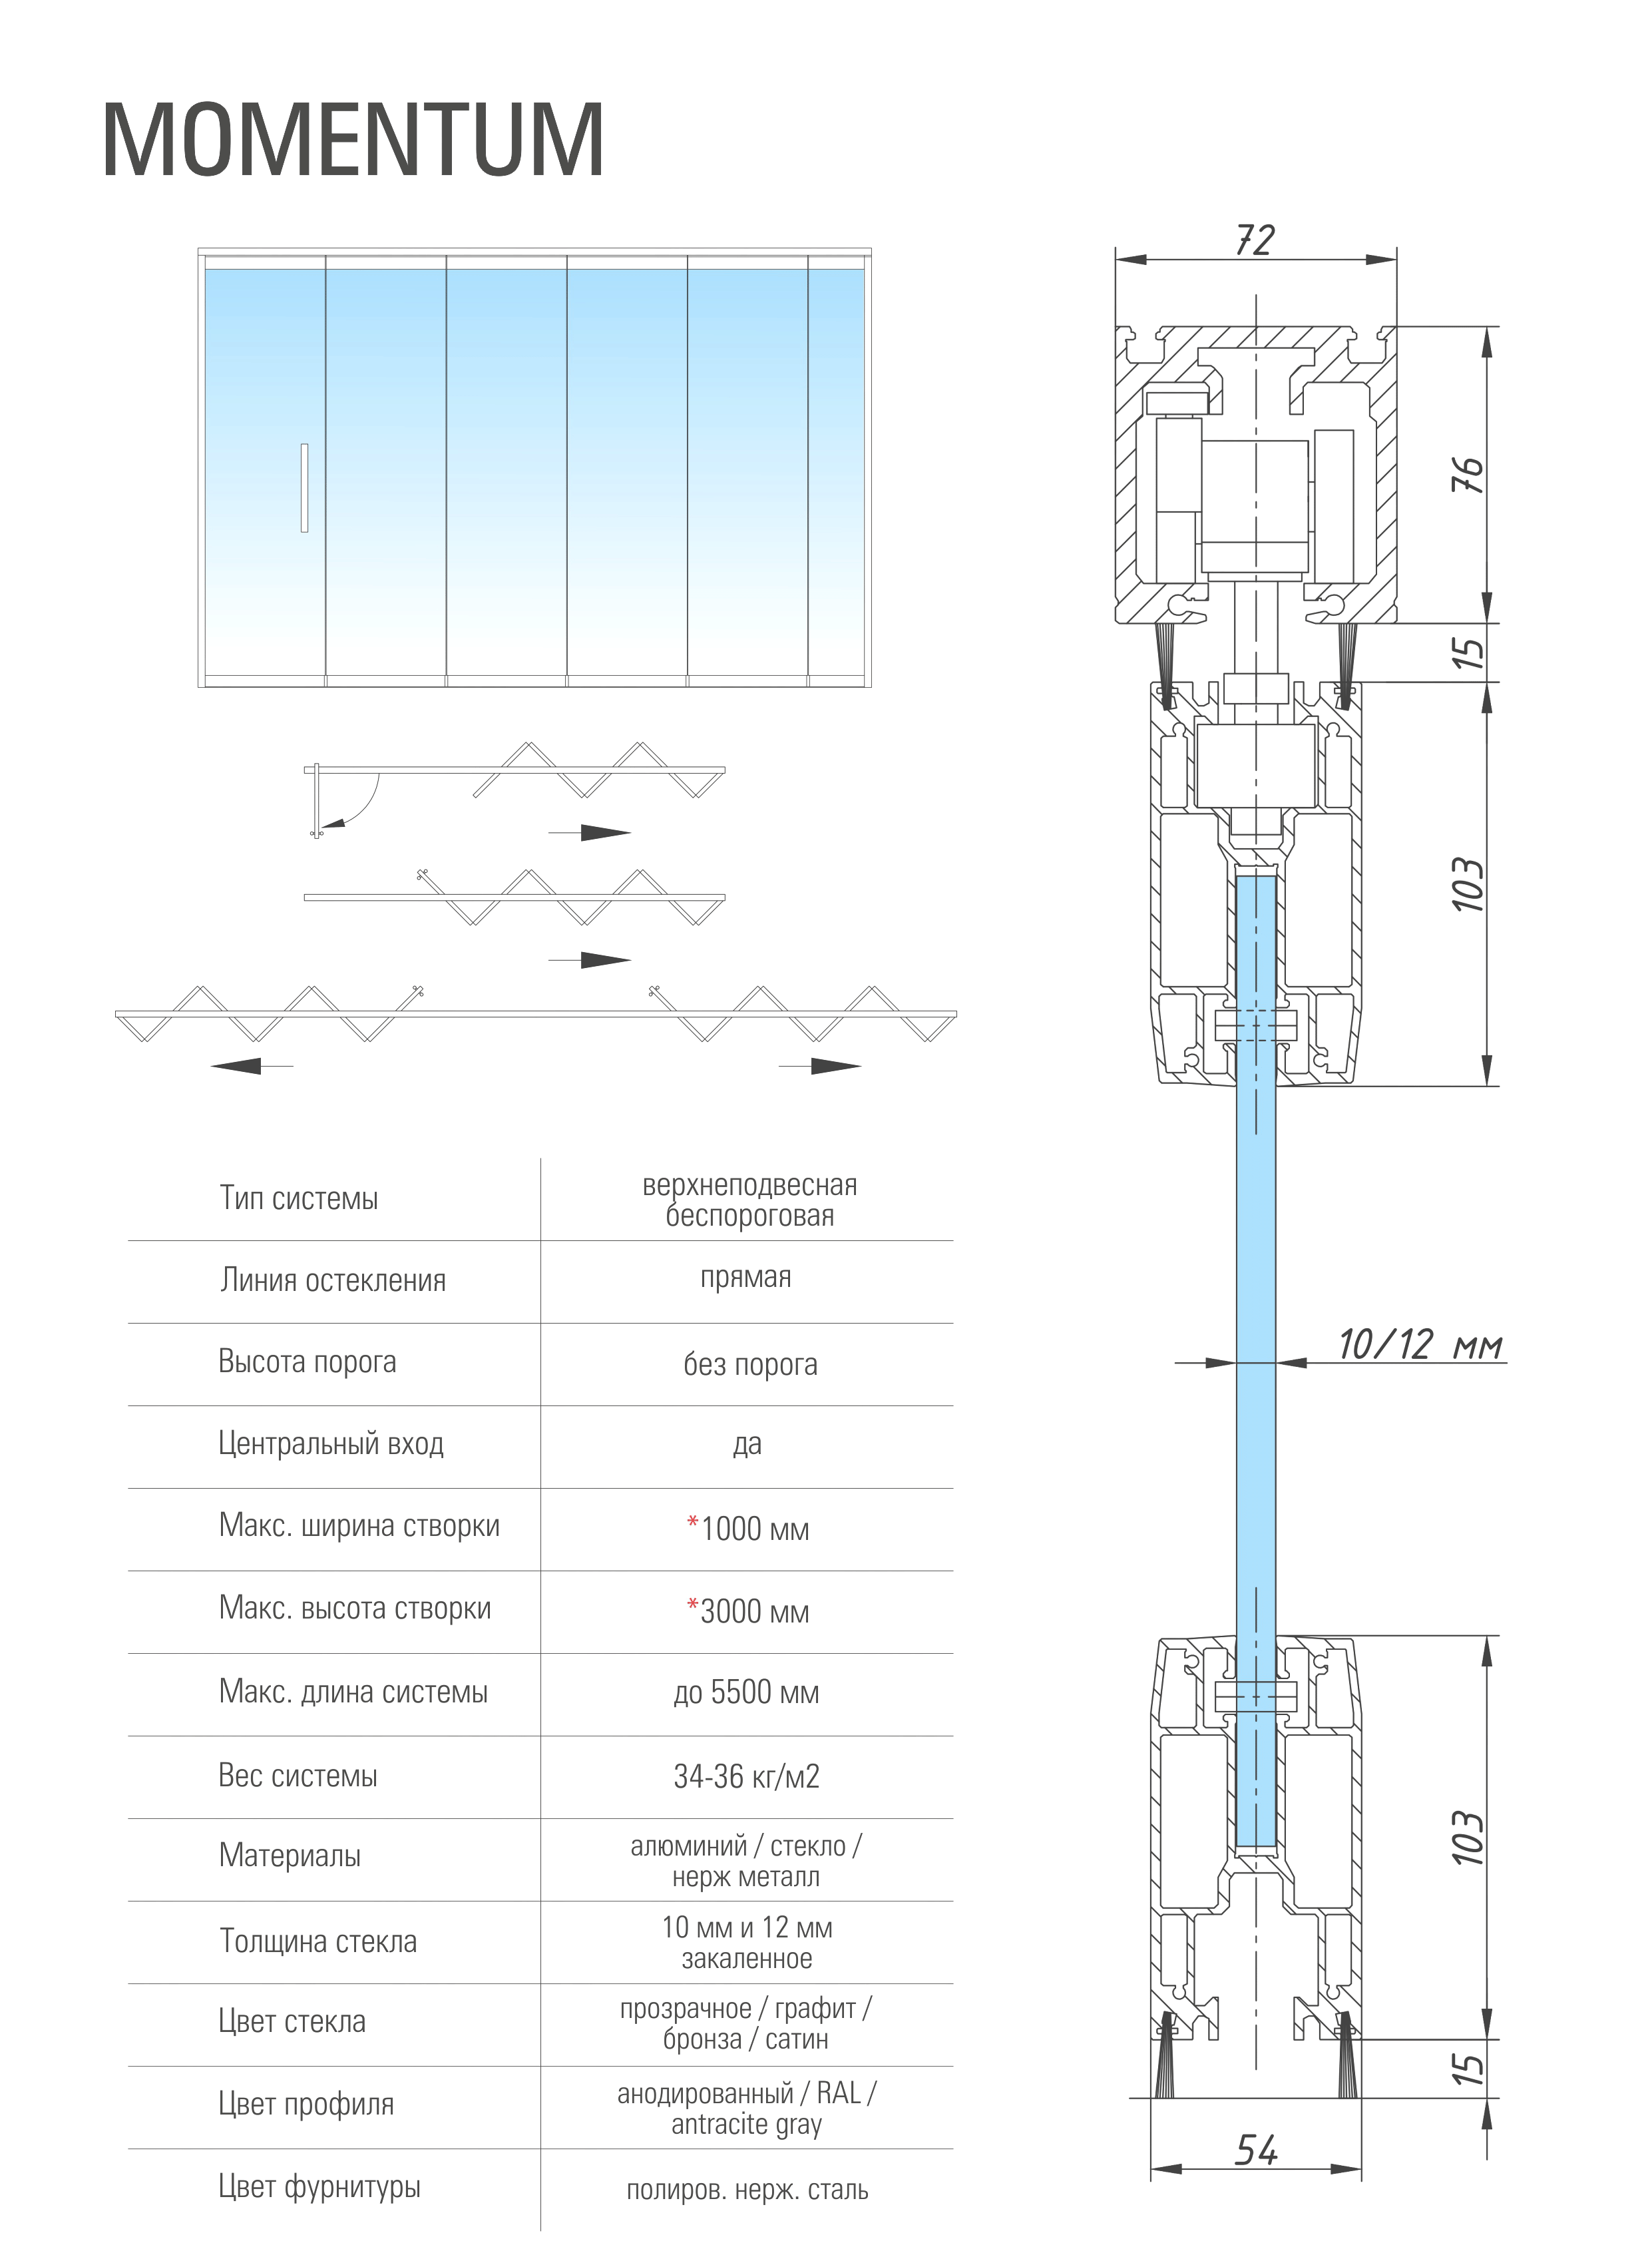 MOMENTUM
72
76
15
103
10/12 мм
103
15
54
Тип системы
верхнеподвесная
беспороговая
Линия остекления
прямая
Высота порога
без порога
Центральный вход
да
Макс. ширина створки
*1000 мм
Макс. высота створки
*3000 мм
Макс. длина системы
до 5500 мм
Вес системы
34-36 кг/м2
Материалы
алюминий / стекло /
нерж металл
Толщина стекла
10 мм и 12 мм
закаленное
Цвет стекла
прозрачное / графит /
бронза / сатин
Цвет профиля
анодированный / RAL /
antracite gray
Цвет фурнитуры
полиров. нерж. сталь